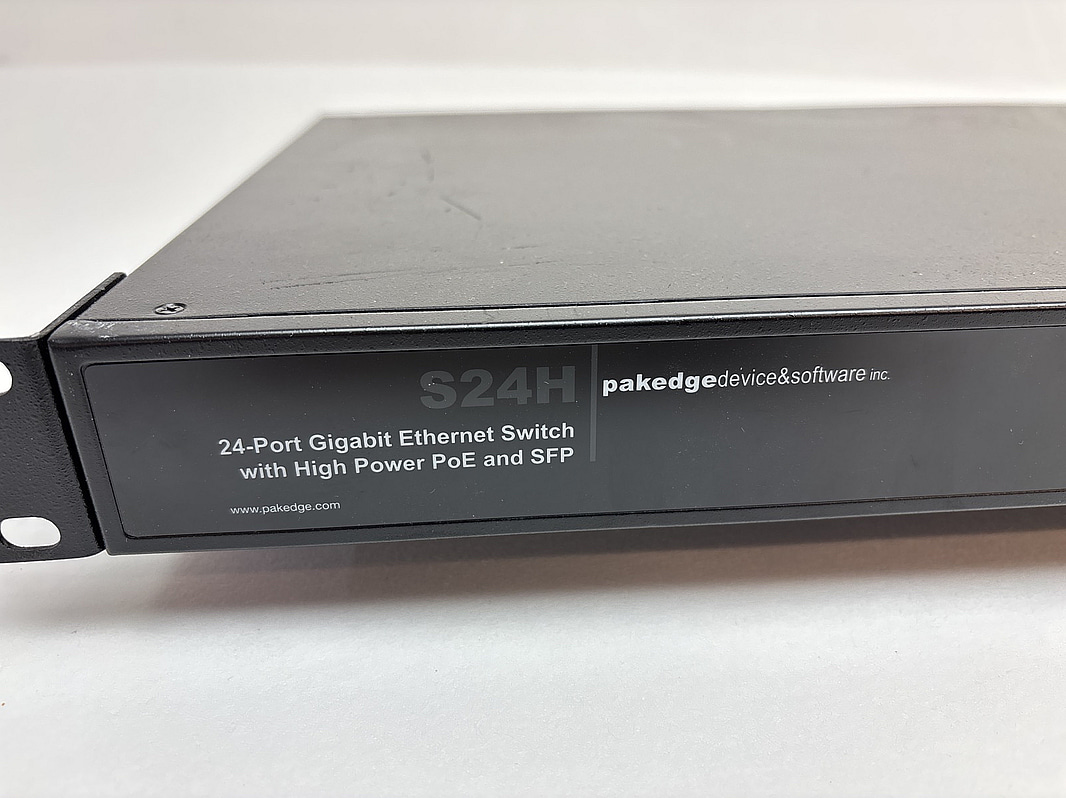 S24H
24-Port Gigabit Ethernet Switch
with High Power PoE and SFP
www.pakedge.com
pakedgedevice&software inc.